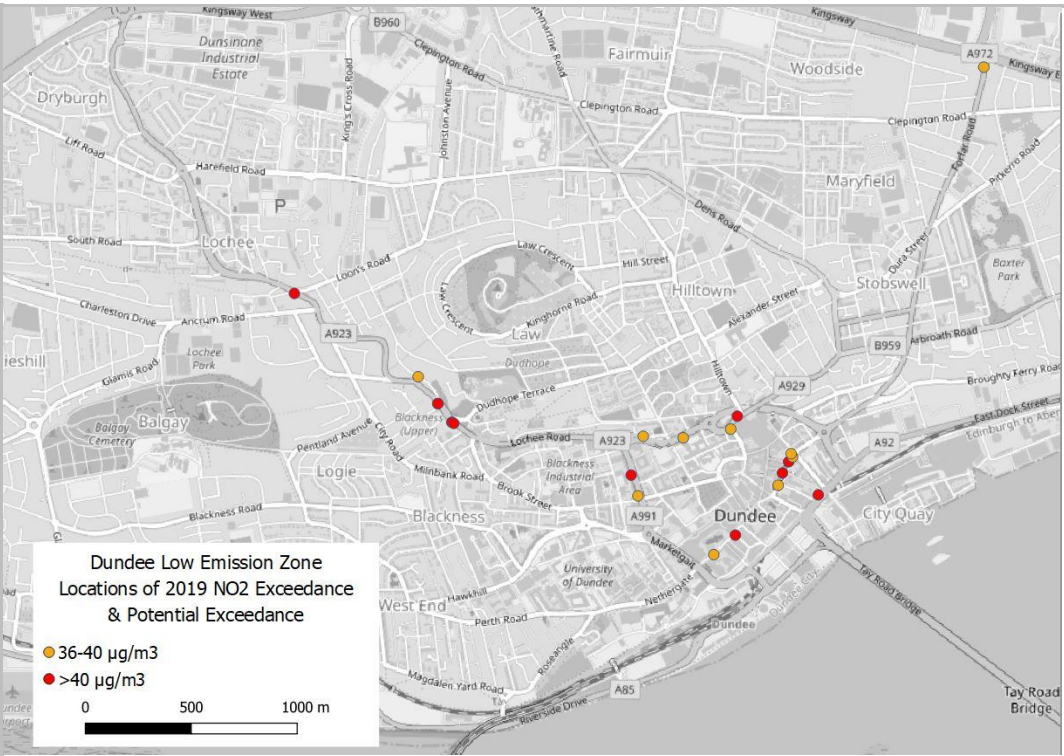 Kingsway West
Kingsway
B960
A972
Kingsway
Dunsinane
Industrial
Estate
Clepington Road
Fairmuir
Woodside
Dryburgh
King's Cross Road
Johnston Avenue
Clepington Road
Clepington Road
Forfar Road
Pitkerro Road
Liff Road
Harefield Road
Maryfield
P
Dens Road
South Road
Lochee
Law Crescent
Hill Street
Dura Street
Baxter
Park
Loon's Road
Hilltown
Stobswell
Charleston Drive
Ancrum Road
Law Crescent
Kinghorne Road
Alexander Street
A923
Law
Arbroath Road
B959
Lochee
Park
Glamis Road
Dudhope
Hilltown
A929
Broughty Ferry Road
Balgay
Balgay
Cemetery
Dudhope Terrace
East Dock Street
Blackness
(Upper)
Pentland Avenue
City Road
Lochee Road
A923
A92
Logie
Milnbank Road
Blackness
Industrial
Area
Brook Street
Blackness Road
Blackness
A991
Dundee
City Quay
Marketgait
University
of Dundee
Nethergate
Tay Road Bridge
West End
Hawkhill
Perth Road
Dundee
Roseangle
Magdalen Yard Road
A85
Riverside Drive
Tay Road
Bridge
Dundee Low Emission Zone
Locations of 2019 NO2 Exceedance
& Potential Exceedance
36-40 µg/m3
>40 µg/m3
0 500 1000 m